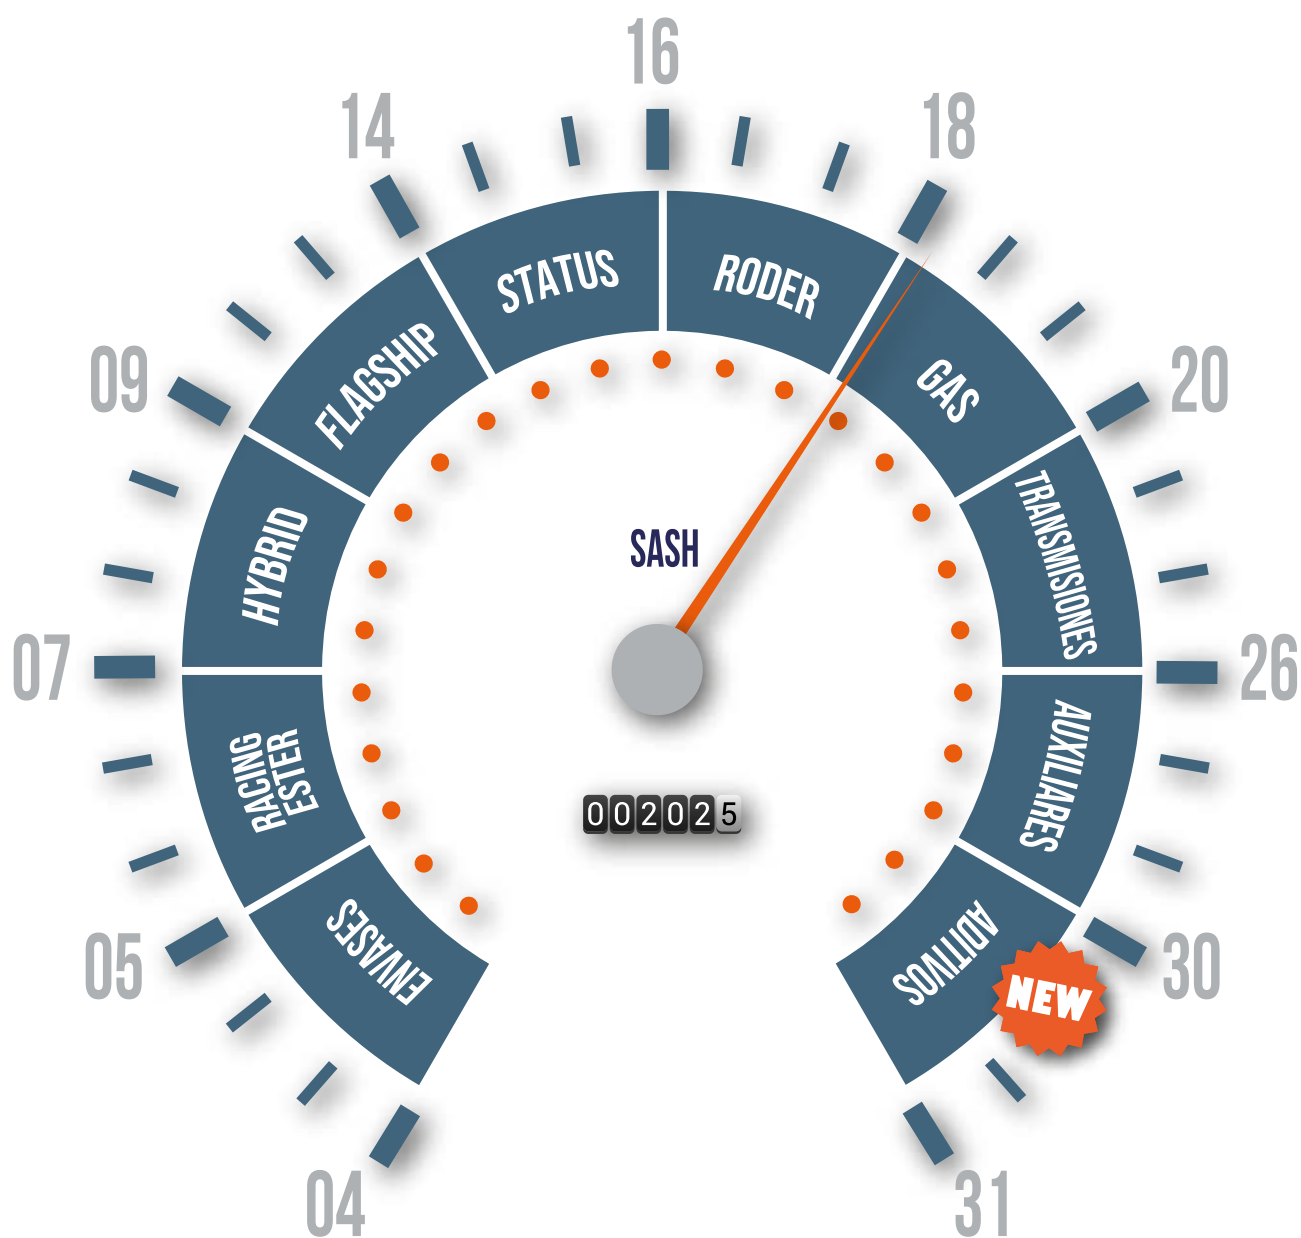 16
14
18
09
20
07
26
05
30
04
31
STATUS
RODER
FLAGSHIP
GAS
HYBRID
TRANSMISIONES
RACING
ESTER
AUXILIARES
ENVASES
ADITIVOS
NEW
SASH
002025